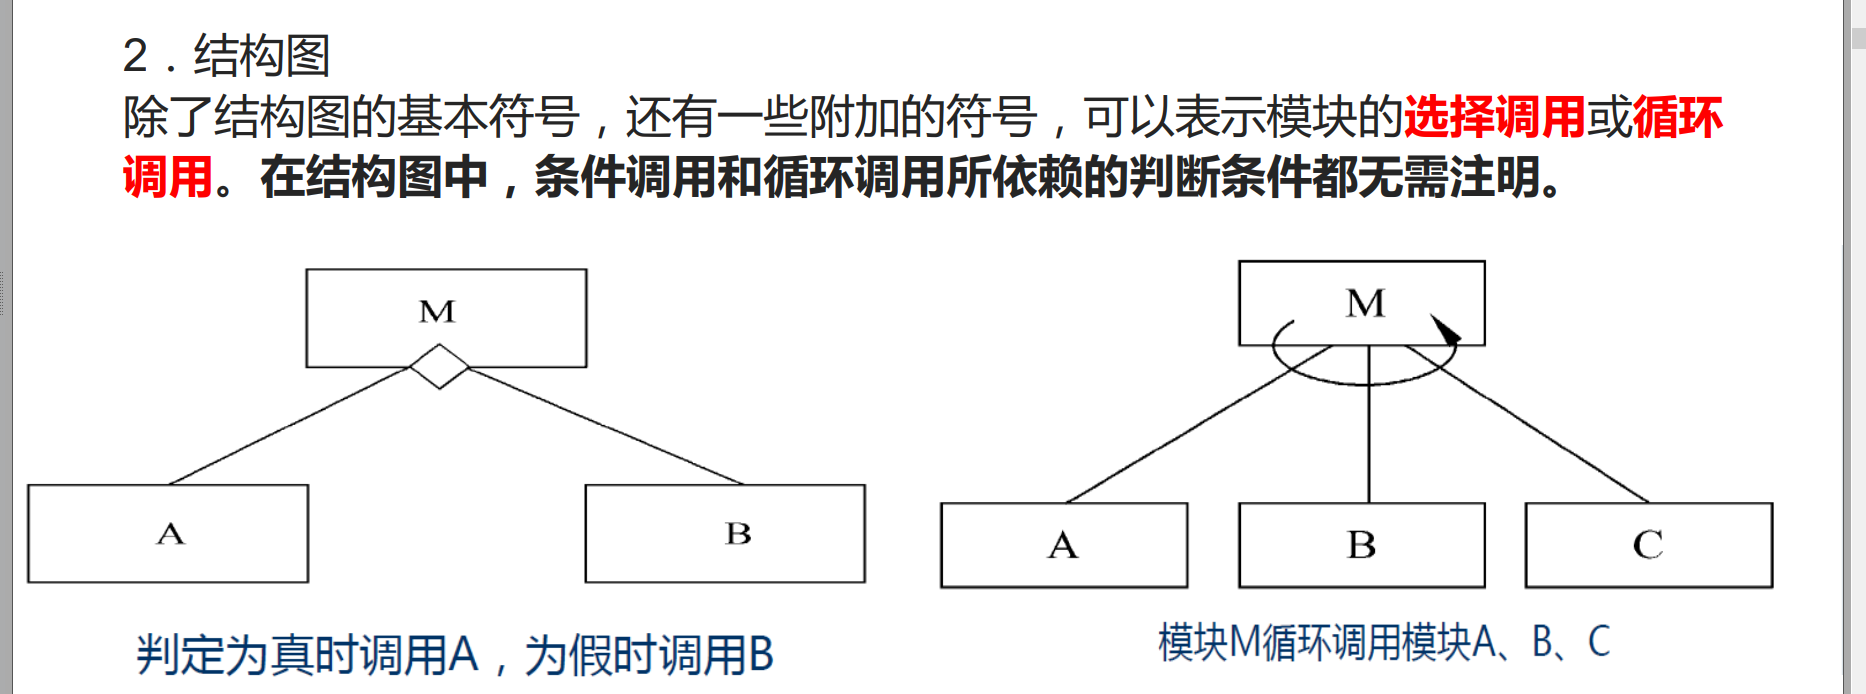 2．结构图
除了结构图的基本符号，还有一些附加的符号，可以表示模块的选择调用或循环
调用。在结构图中，条件调用和循环调用所依赖的判断条件都无需注明。
M
A
B
判定为真时调用A，为假时调用B
M
A
B
C
模块M循环调用模块A、B、C